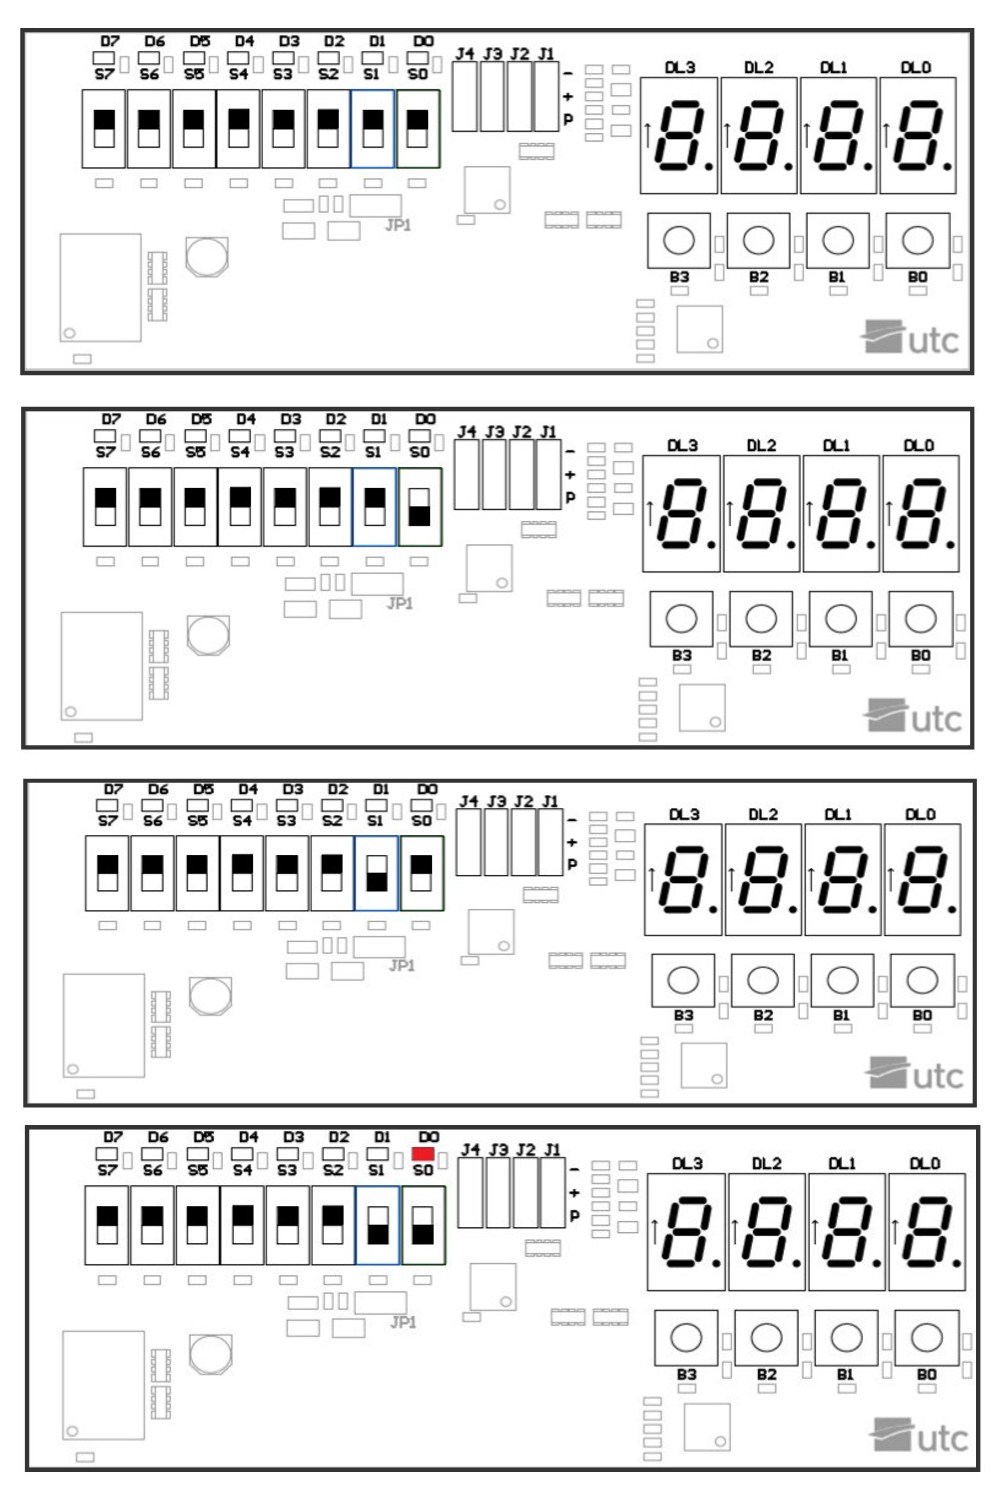 D7 D6 D5 D4 D3 D2 D1 D0
S7 S6 S5 S4 S3 S2 S1 S0
J4 J3 J2 J1
-
+
P
DL3 DL2 DL1 DL0
8. 8. 8. 8.
JP1
B3 B2 B1 B0
utc
D7 D6 D5 D4 D3 D2 D1 D0
S7 S6 S5 S4 S3 S2 S1 S0
J4 J3 J2 J1
-
+
P
DL3 DL2 DL1 DL0
8. 8. 8. 8.
JP1
B3 B2 B1 B0
utc
D7 D6 D5 D4 D3 D2 D1 D0
S7 S6 S5 S4 S3 S2 S1 S0
J4 J3 J2 J1
-
+
P
DL3 DL2 DL1 DL0
8. 8. 8. 8.
JP1
B3 B2 B1 B0
utc
D7 D6 D5 D4 D3 D2 D1 D0
S7 S6 S5 S4 S3 S2 S1 S0
J4 J3 J2 J1
-
+
P
DL3 DL2 DL1 DL0
8. 8. 8. 8.
JP1
B3 B2 B1 B0
utc